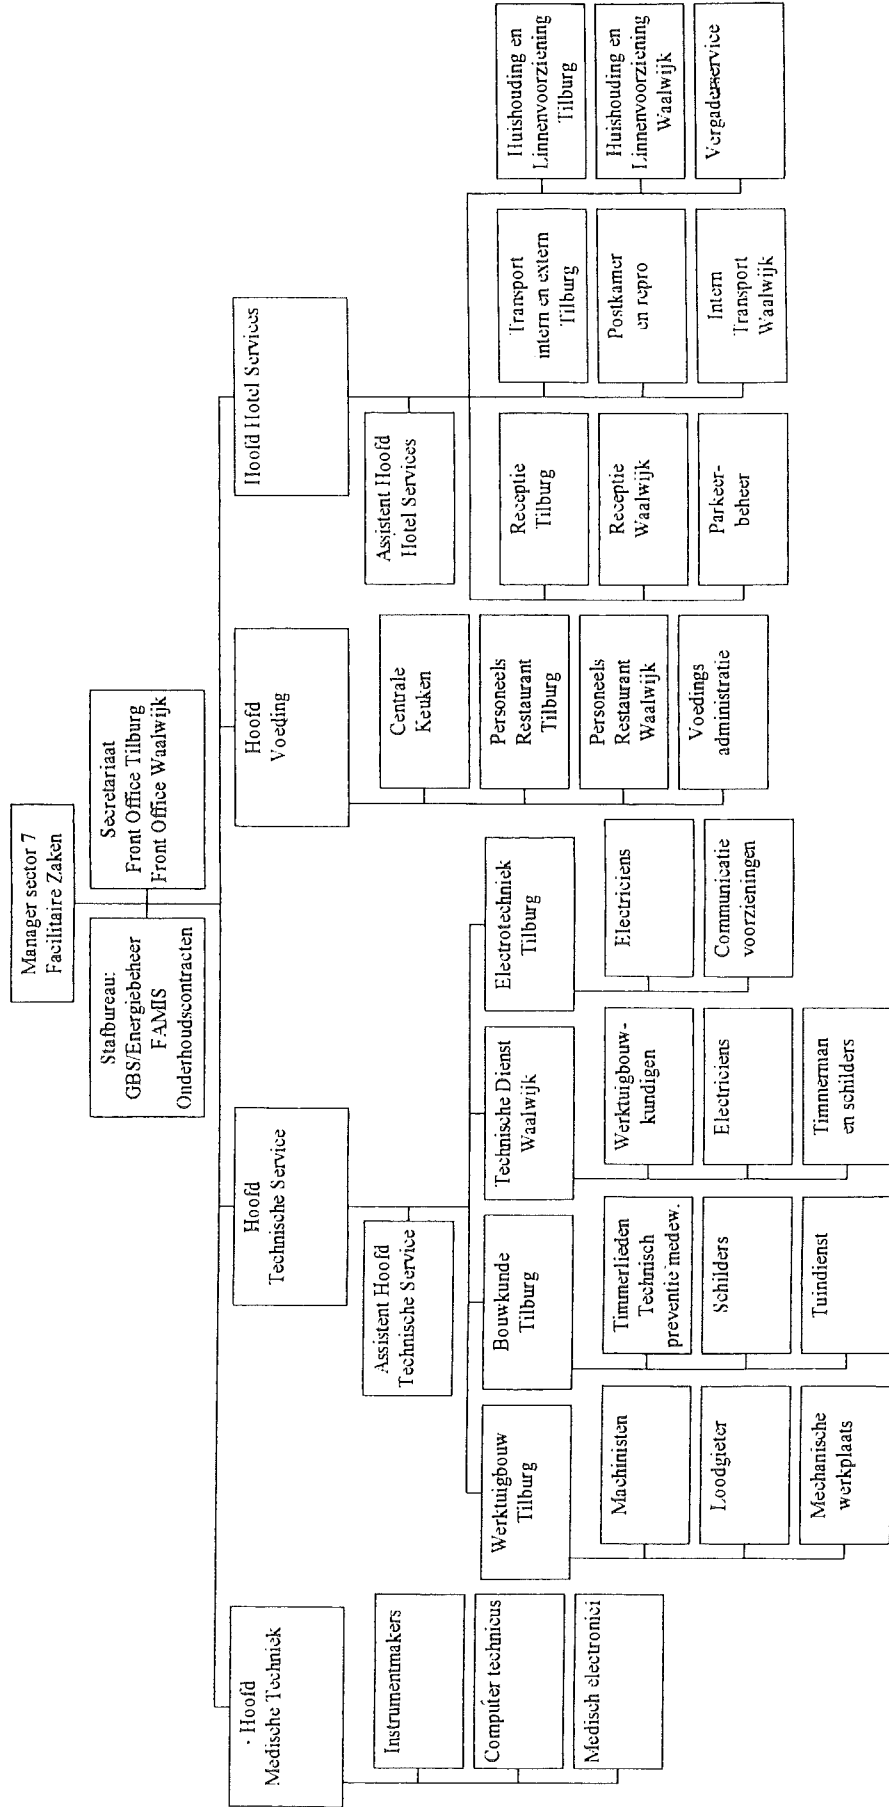 Manager sector 7
Facilitaire Zaken
Stafbureau:
GBS/Energiebeheer
FAMIS
Onderhoudscontracten
Secretariaat
Front Office Tilburg
Front Office Waalwijk
Hoofd
Medische Techniek
Instrumentmakers
Computer technicus
Medisch electronici
Hoofd
Technische Service
Assistent Hoofd
Technische Service
Werktuigbouw
Tilburg
Machinisten
Loodgieter
Mechanische
werkplaats
Bouwkunde
Tilburg
Timmerlieden
Technisch
preventie medew.
Schilders
Tuindienst
Technische Dienst
Waalwijk
Werktuigbouw-
kundigen
Electriciens
Timmerman
en schilders
Electrotechniek
Tilburg
Electriciens
Communicatie
voorzieningen
Hoofd
Voeding
Centrale
Keuken
Personeels
Restaurant
Tilburg
Personeels
Restaurant
Waalwijk
Voedings
administratie
Hoofd Hotel Services
Assistent Hoofd
Hotel Services
Receptie
Tilburg
Receptie
Waalwijk
Parkeer-
beheer
Transport
intern en extern
Tilburg
Postkamer
en repro
Intern
Transport
Waalwijk
Huishouding en
Linnenvoorziening
Tilburg
Huishouding en
Linnenvoorziening
Waalwijk
Vergaderservice